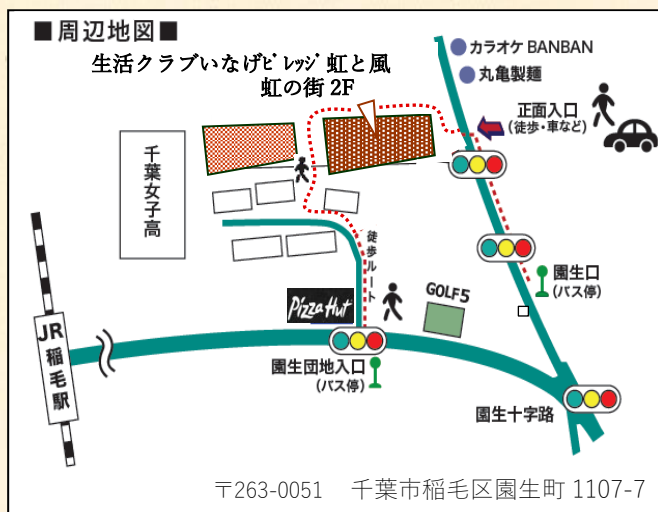 ■周辺地図■
生活クラブいなげビレッジ 虹と風
虹の街 2F
カラオケ BANBAN
丸亀製麺
正面入口
(徒歩・車など)
千葉女子高
徒歩ルート
園生口
(バス停)
GOLF5
Pizza Hut
JR稲毛駅
園生団地入口
(バス停)
園生十字路
〒263-0051 千葉市稲毛区園生町 1107-7